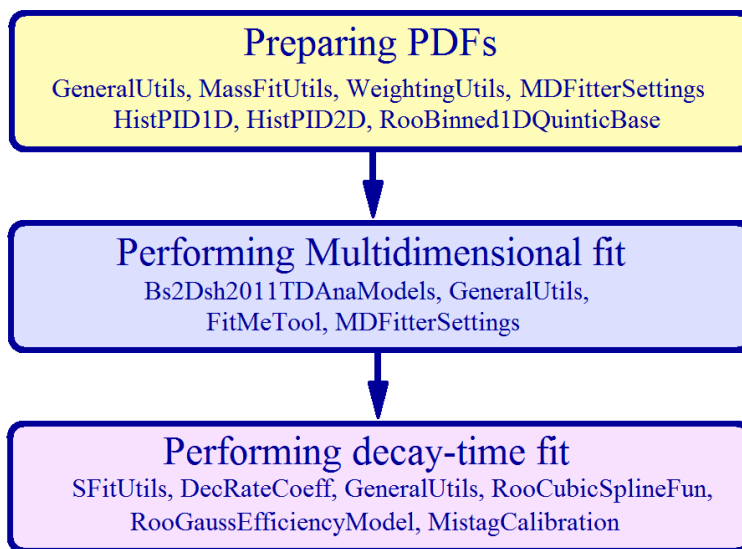 Preparing PDFs
GeneralUtils, MassFitUtils, WeightingUtils, MDFitterSettings
HistPID1D, HistPID2D, RooBinned1DQuinticBase
Performing Multidimensional fit
Bs2Dsh2011TDAnaModels, GeneralUtils,
FitMeTool, MDFitterSettings
Performing decay-time fit
SFitUtils, DecRateCoeff, GeneralUtils, RooCubicSplineFun,
RooGaussEfficiencyModel, MistagCalibration